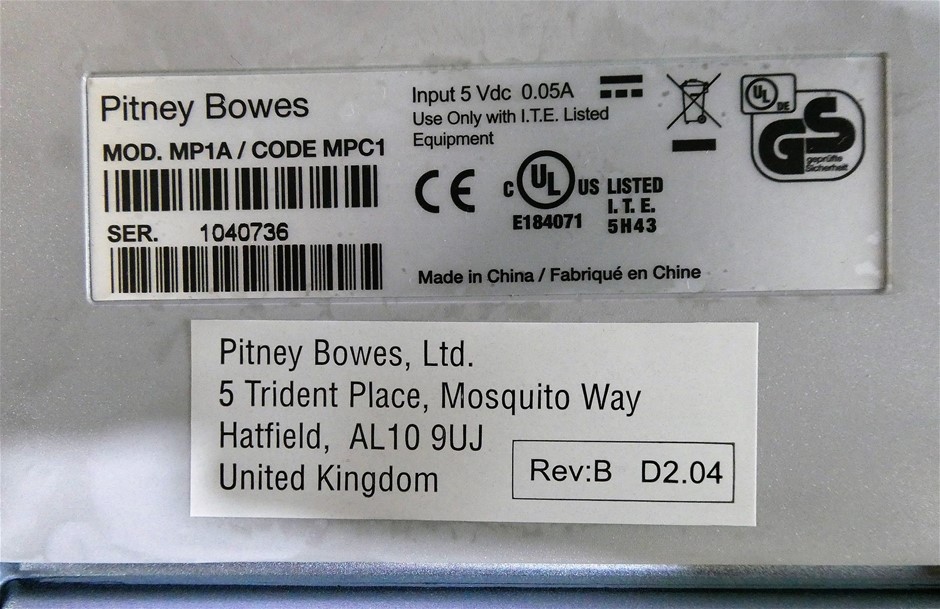 Pitney Bowes
MOD. MP1A / CODE MPC1
SER. 1040736
Input 5 Vdc 0.05A
Use Only with I.T.E. Listed
Equipment
CE
C UL US LISTED
I. T. E.
E184071 5H43
UL DE
GS
geprüfte
Sicherheit
Made in China / Fabriqué en Chine
Pitney Bowes, Ltd.
5 Trident Place, Mosquito Way
Hatfield, AL10 9UJ
United Kingdom
Rev:B D2.04